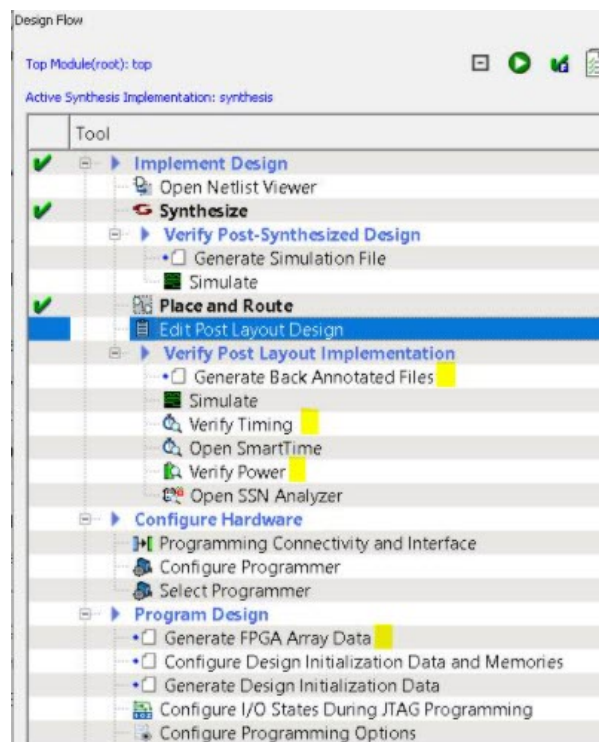 Design Flow
Top Module(root): top
Active Synthesis Implementation: synthesis
Tool
Implement Design
Open Netlist Viewer
Synthesize
Verify Post-Synthesized Design
Generate Simulation File
Simulate
Place and Route
Edit Post Layout Design
Verify Post Layout Implementation
Generate Back Annotated Files
Simulate
Verify Timing
Open SmartTime
Verify Power
Open SSN Analyzer
Configure Hardware
Programming Connectivity and Interface
Configure Programmer
Select Programmer
Program Design
Generate FPGA Array Data
Configure Design Initialization Data and Memories
Generate Design Initialization Data
Configure I/O States During JTAG Programming
Configure Programming Options